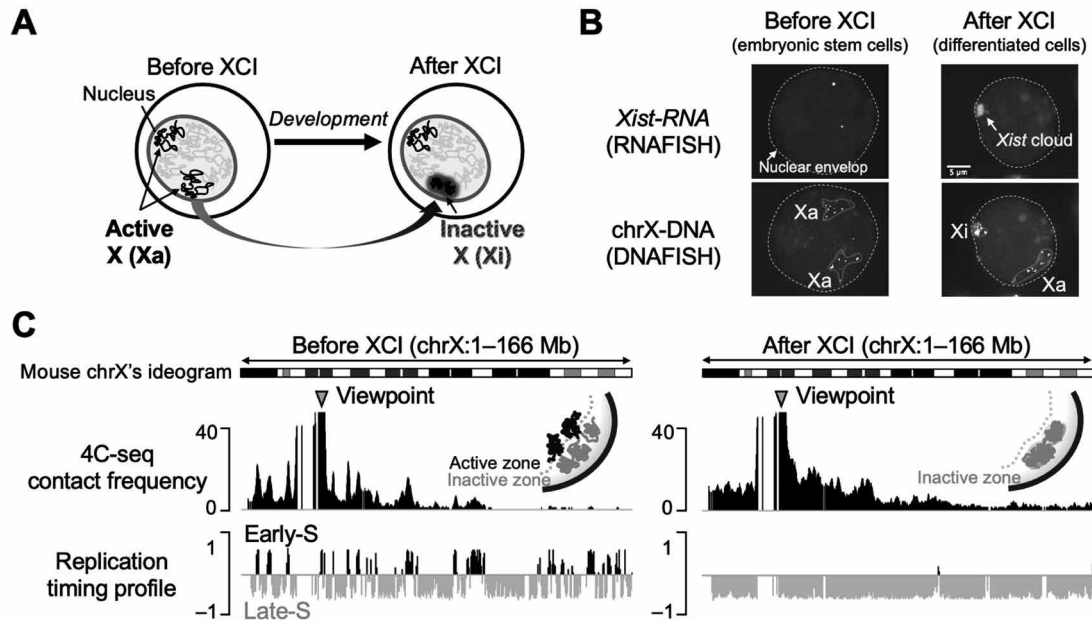 A
Before XCI
After XCI
Nucleus
Development
Active
X (Xa)
Inactive
X (Xi)
B
Before XCI
(embryonic stem cells)
After XCI
(differentiated cells)
Xist-RNA
(RNAFISH)
Nuclear envelop
Xist cloud
5 µm
chrX-DNA
(DNAFISH)
Xa
Xa
Xi
Xa
C
Before XCI (chrX:1–166 Mb)
After XCI (chrX:1–166 Mb)
Mouse chrX's ideogram
Viewpoint
4C-seq
contact frequency
40
0
Active zone
Inactive zone
40
0
Inactive zone
Replication
timing profile
1
–1
Early-S
Late-S
1
–1